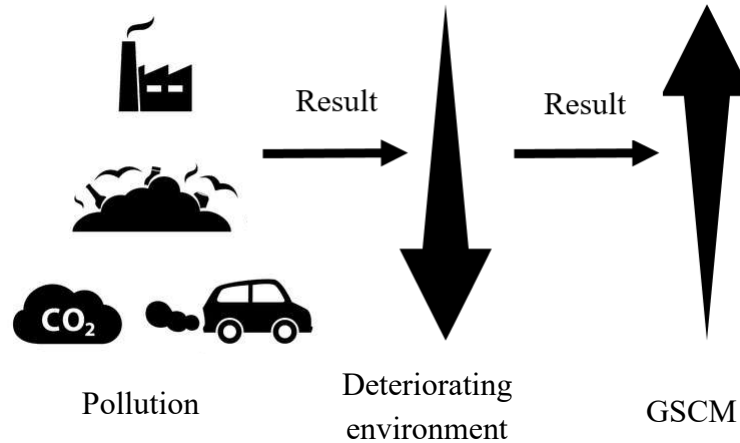 Result
Result
CO₂
Pollution
Deteriorating
environment
GSCM